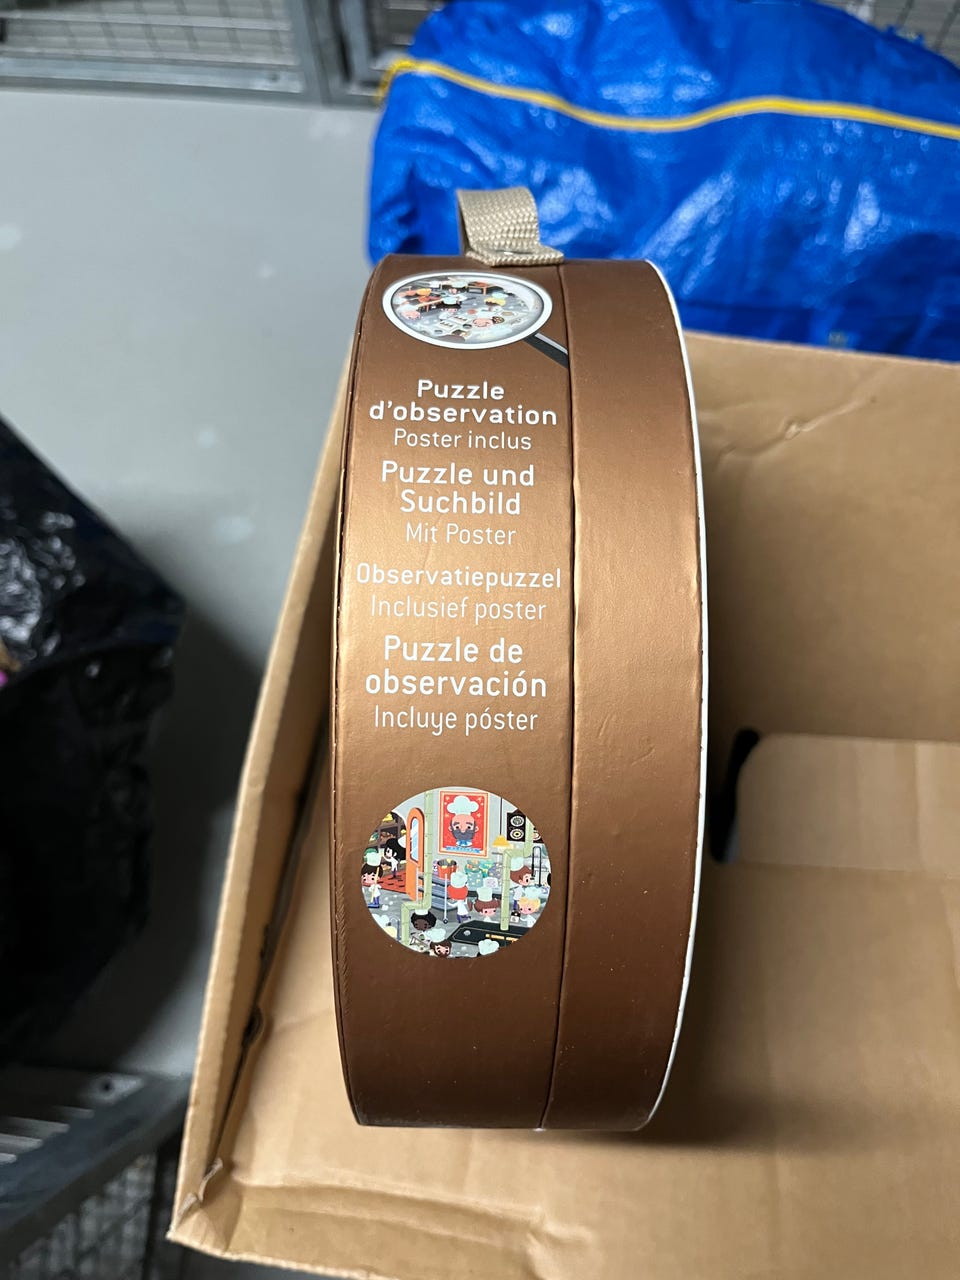 Puzzle
d'observation
Poster inclus
Puzzle und
Suchbild
Mit Poster
Observatiepuzzel
Inclusief poster
Puzzle de
observación
Incluye póster